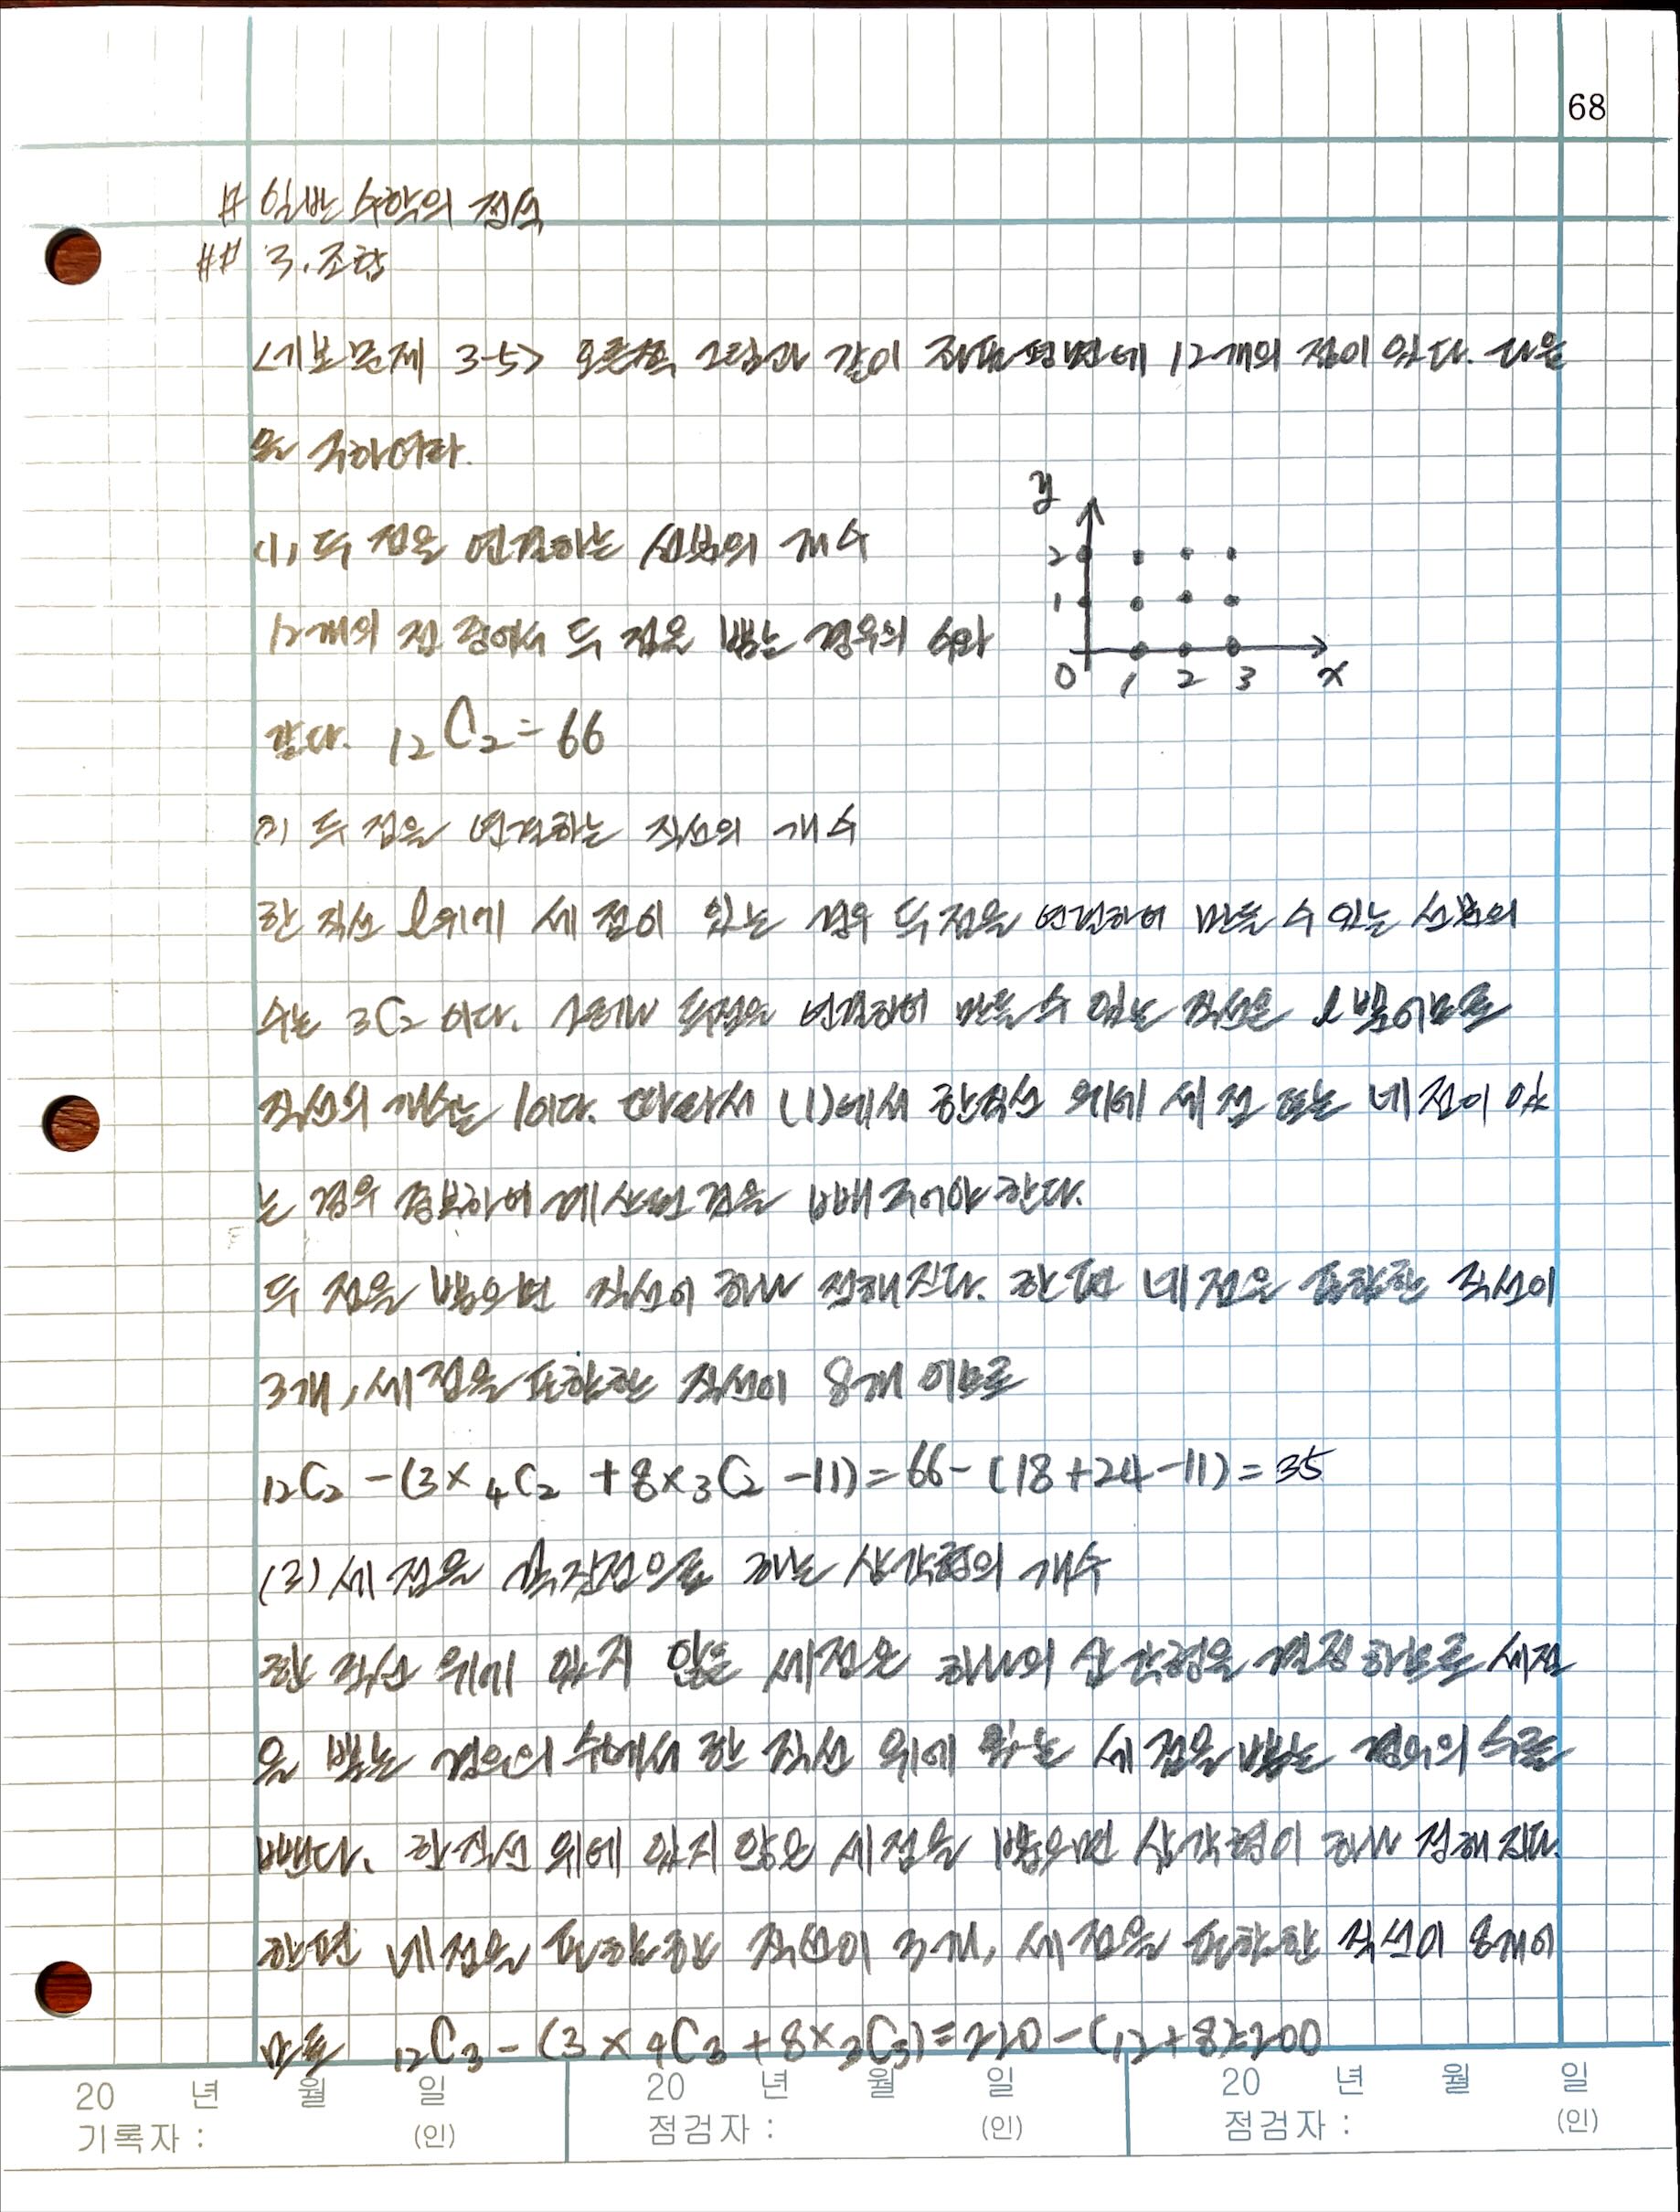 68
# 일반 수학의 정석
## 3. 조합
<기본문제 3-5> 오른쪽 그림과 같이 좌표평면에 12개의 점이 있다. 다음
을 구하여라.
(1) 두 점을 연결하는 선분의 개수
12개의 점 중에서 두 점을 뽑는 경우의 수와
같다. 12C2 = 66
y
2
1
0 1 2 3 x
(2) 두 점을 연결하는 직선의 개수
한 직선 l위에 세 점이 있는 경우 두 점을 연결하여 만들 수 있는 선분의
수는 3C2 이다. 그러나 두점을 연결하여 만들 수 있는 직선은 l 뿐이므로
직선의 개수는 1이다. 따라서 (1)에서 한직선 위에 세 점 또는 네 점이 있
는 경우 중복하여 계산된 것을 빼 주어야 한다.
두 점을 뽑으면 직선이 하나 정해진다. 한편 네 점을 포함한 직선이
3개, 세 점을 포함한 직선이 8개 이므로
12C2 - (3 × 4C2 + 8 × 3C2 - 11) = 66 - (18 + 24 - 11) = 35
(3) 세 점을 꼭짓점으로 하는 삼각형의 개수
한 직선 위에 있지 않은 세점은 하나의 삼각형을 결정하므로 세점
을 뽑는 경우의 수에서 한 직선 위에 있는 세 점을 뽑는 경우의 수를
뺀다. 한직선 위에 있지 않은 세 점을 뽑으면 삼각형이 하나 정해 진다.
한편 네 점을 포함한 직선이 3개, 세 점을 포함한 직선이 8개이
므로 12C3 - (3 × 4C3 + 8 × 3C3) = 220 - (12 + 8) = 200
20 년 월 일 20 년 월 일 20 년 월 일
기록자 : (인) 점검자 : (인) 점검자 : (인)